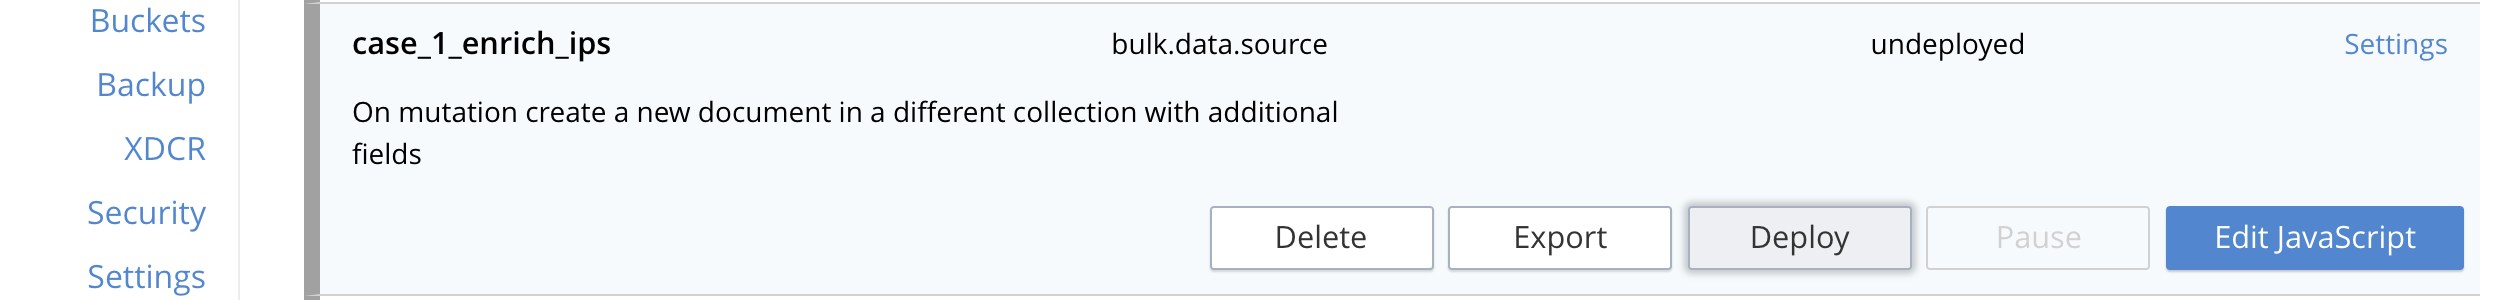 Buckets
Backup
XDCR
Security
Settings
case_1_enrich_ips bulk.data.source undeployed Settings
On mutation create a new document in a different collection with additional
fields
Delete Export Deploy Pause Edit JavaScript